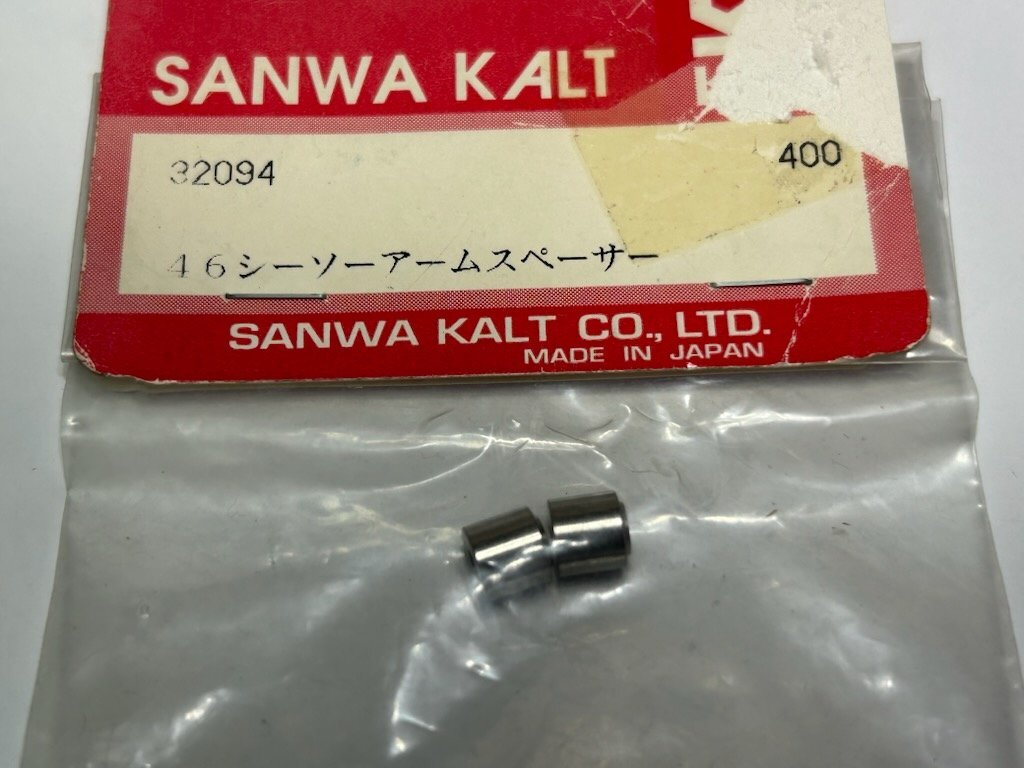 SANWA KALT
32094 400
46シーソーアームスペーサー
SANWA KALT CO., LTD.
MADE IN JAPAN